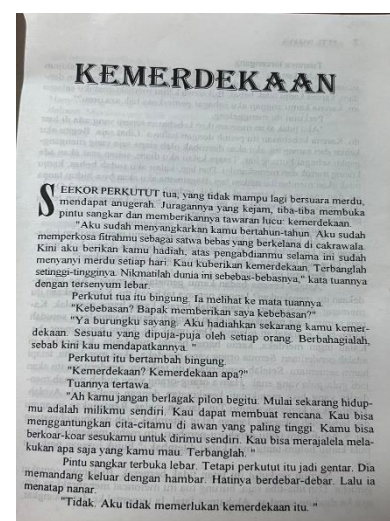 KEMERDEKAAN
SEEKOR PERKUTUT tua, yang tidak mampu lagi bersuara merdu,
mendapat anugerah. Juragannya yang kejam, tiba-tiba membuka
pintu sangkar dan memberikannya tawaran lucu: kemerdekaan.
"Aku sudah menyangkarkan kamu bertahun-tahun. Aku sudah
memperkosa fitrahmu sebagai satwa bebas yang berkelana di cakrawala.
Kini aku berikan kamu hadiah, atas pengabdianmu selama ini sudah
menyanyi merdu setiap hari. Kau kuberikan kemerdekaan. Terbanglah
setinggi-tingginya. Nikmatilah dunia ini sebebas-bebasnya," kata tuannya
dengan tersenyum lebar.
Perkutut tua itu bingung. Ia melihat ke mata tuannya.
"Kebebasan? Bapak memberikan saya kebebasan?"
"Ya burungku sayang. Aku hadiahkan sekarang kamu kemer-
dekaan. Sesuatu yang dipuja-puja oleh setiap orang. Berbahagialah,
sebab kini kau mendapatkannya. "
Perkutut itu bertambah bingung.
"Kemerdekaan? Kemerdekaan apa?"
Tuannya tertawa.
"Ah kamu jangan berlagak pilon begitu. Mulai sekarang hidup-
mu adalah milikmu sendiri. Kau dapat membuat rencana. Kau bisa
menggantungkan cita-citamu di awan yang paling tinggi. Kamu bisa
berkoar-koar sesukamu untuk dirimu sendiri. Kau bisa merajalela mela-
kukan apa saja yang kamu mau. Terbanglah. "
Pintu sangkar terbuka lebar. Tetapi perkutut itu jadi gentar. Dia
memandang keluar dengan hambar. Hatinya berdebar-debar. Lalu ia
menatap nanar.
"Tidak. Aku tidak memerlukan kemerdekaan itu. "